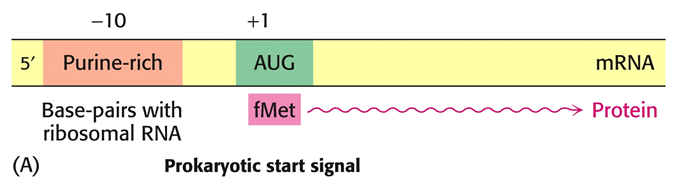 −10 +1
5′ Purine-rich AUG mRNA
Base-pairs with
ribosomal RNA
fMet Protein
(A) Prokaryotic start signal